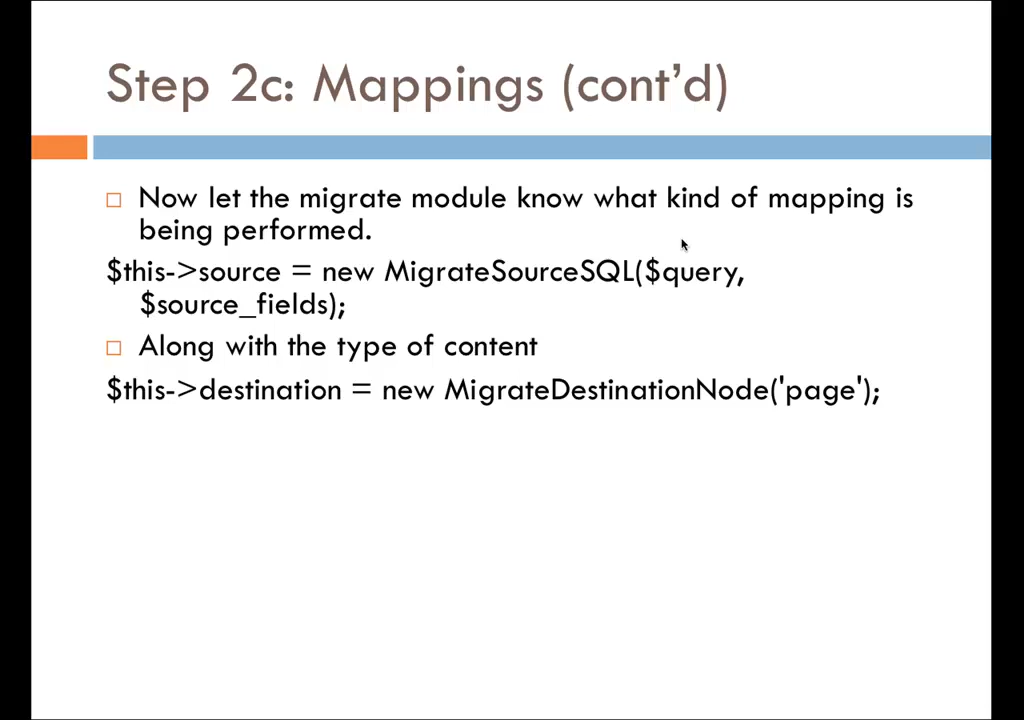 Step 2c: Mappings (cont’d)
Now let the migrate module know what kind of mapping is
being performed.
$this->source = new MigrateSourceSQL($query,
$source_fields);
Along with the type of content
$this->destination = new MigrateDestinationNode('page');